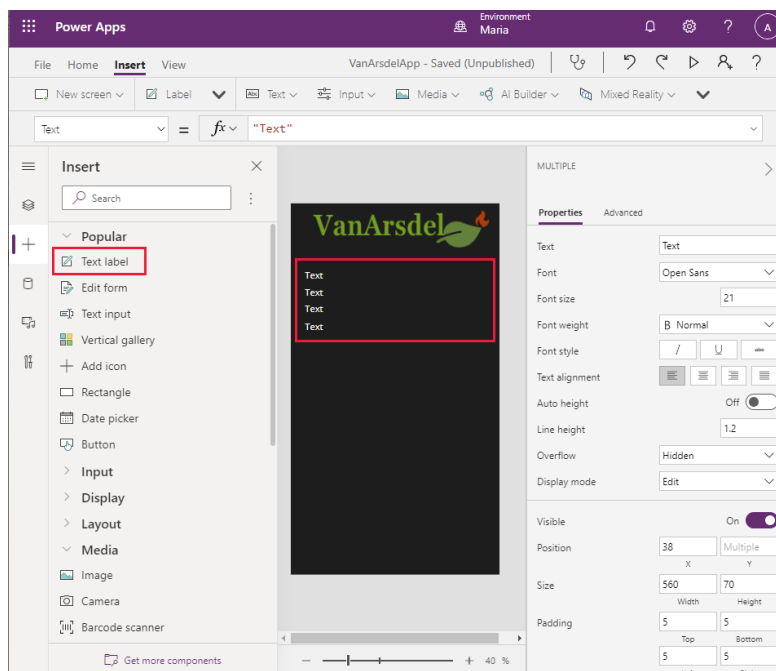 Power Apps
Environment
Maria
A
File Home Insert View
VanArsdelApp - Saved (Unpublished)
New screen Label Abc Text Input Media AI Builder Mixed Reality
Text = fx "Text"
Insert
Search
Popular
Text label
Edit form
Text input
Vertical gallery
Add icon
Rectangle
Date picker
Button
Input
Display
Layout
Media
Image
Camera
Barcode scanner
Get more components
VanArsdel
Text
Text
Text
Text
40 %
MULTIPLE
Properties Advanced
Text Text
Font Open Sans
Font size 21
Font weight B Normal
Font style / U abc
Text alignment
Auto height Off
Line height 1.2
Overflow Hidden
Display mode Edit
Visible On
Position 38 Multiple
X Y
Size 560 70
Width Height
Padding 5 5
Top Bottom
5 5